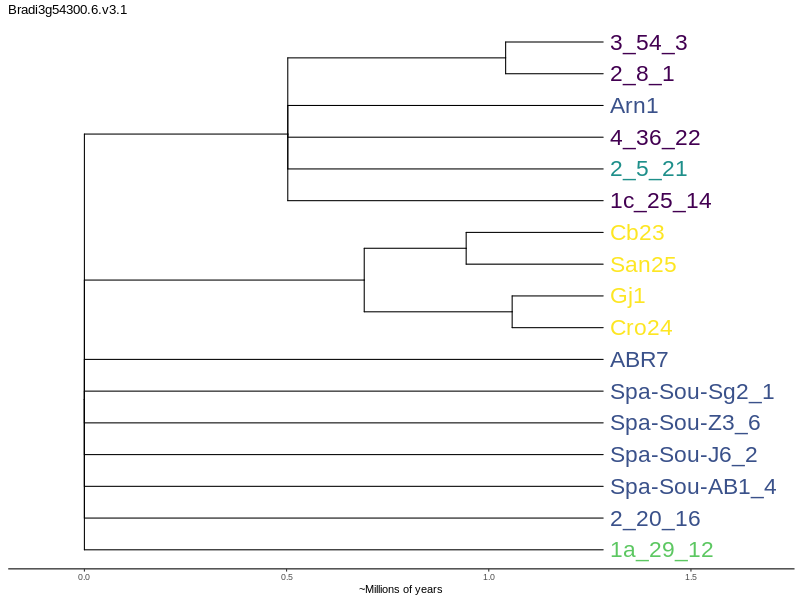 Bradi3g54300.6.v3.1
3_54_3
2_8_1
Arn1
4_36_22
2_5_21
1c_25_14
Cb23
San25
Gj1
Cro24
ABR7
Spa-Sou-Sg2_1
Spa-Sou-Z3_6
Spa-Sou-J6_2
Spa-Sou-AB1_4
2_20_16
1a_29_12
0.0 0.5 1.0 1.5
~Millions of years